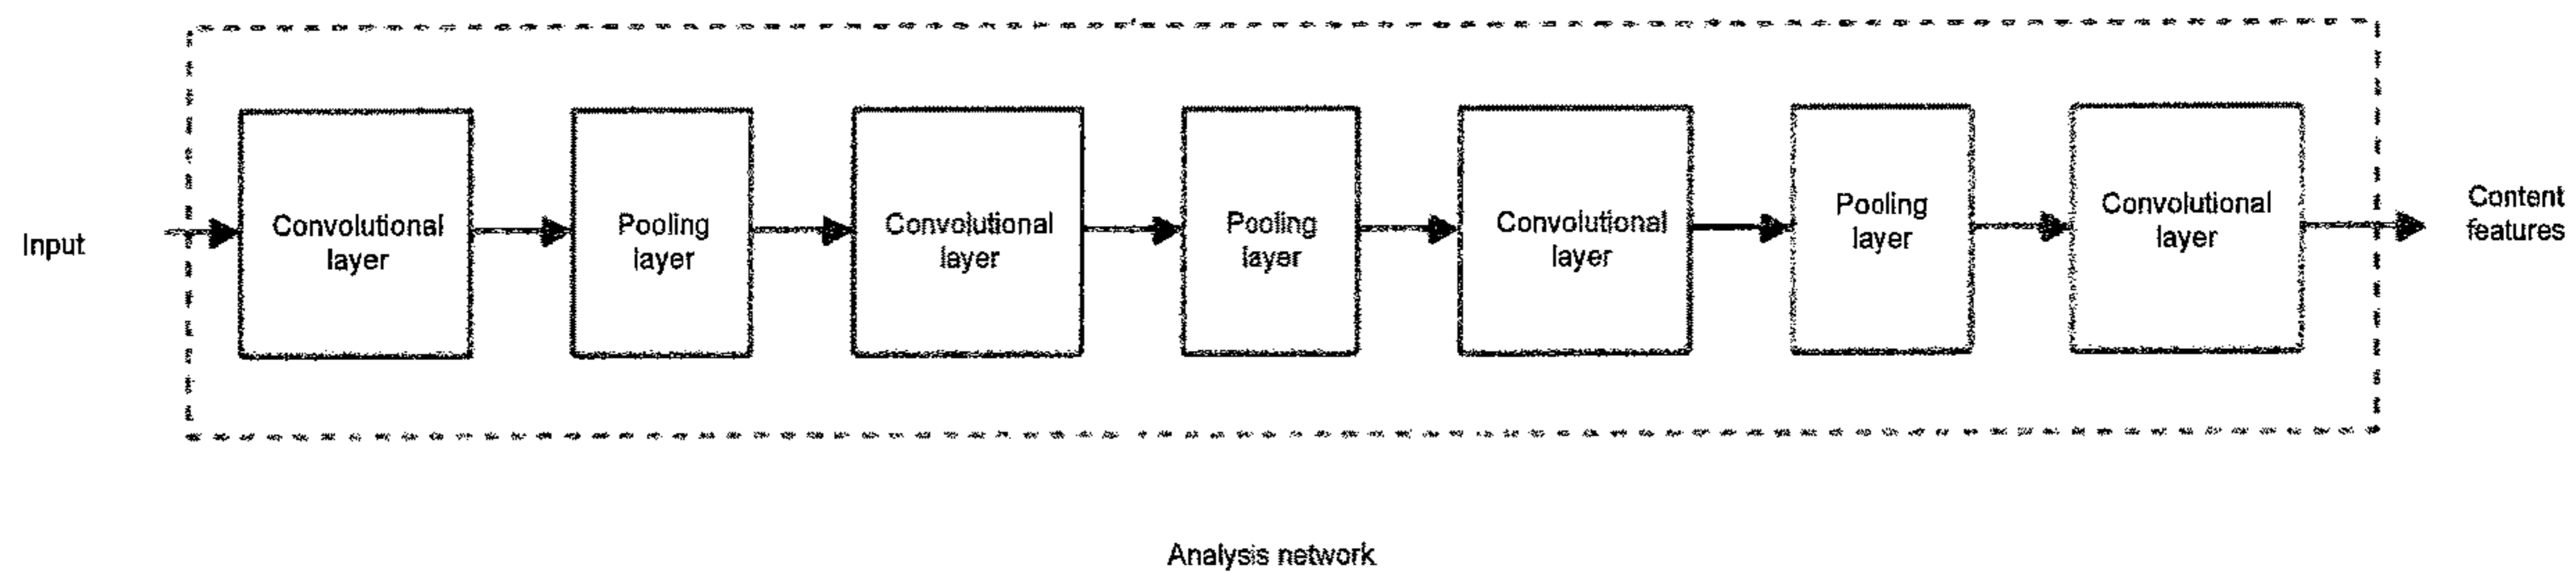 Input
Convolutional
layer
Pooling
layer
Convolutional
layer
Pooling
layer
Convolutional
layer
Pooling
layer
Convolutional
layer
Content
features
Analysis network